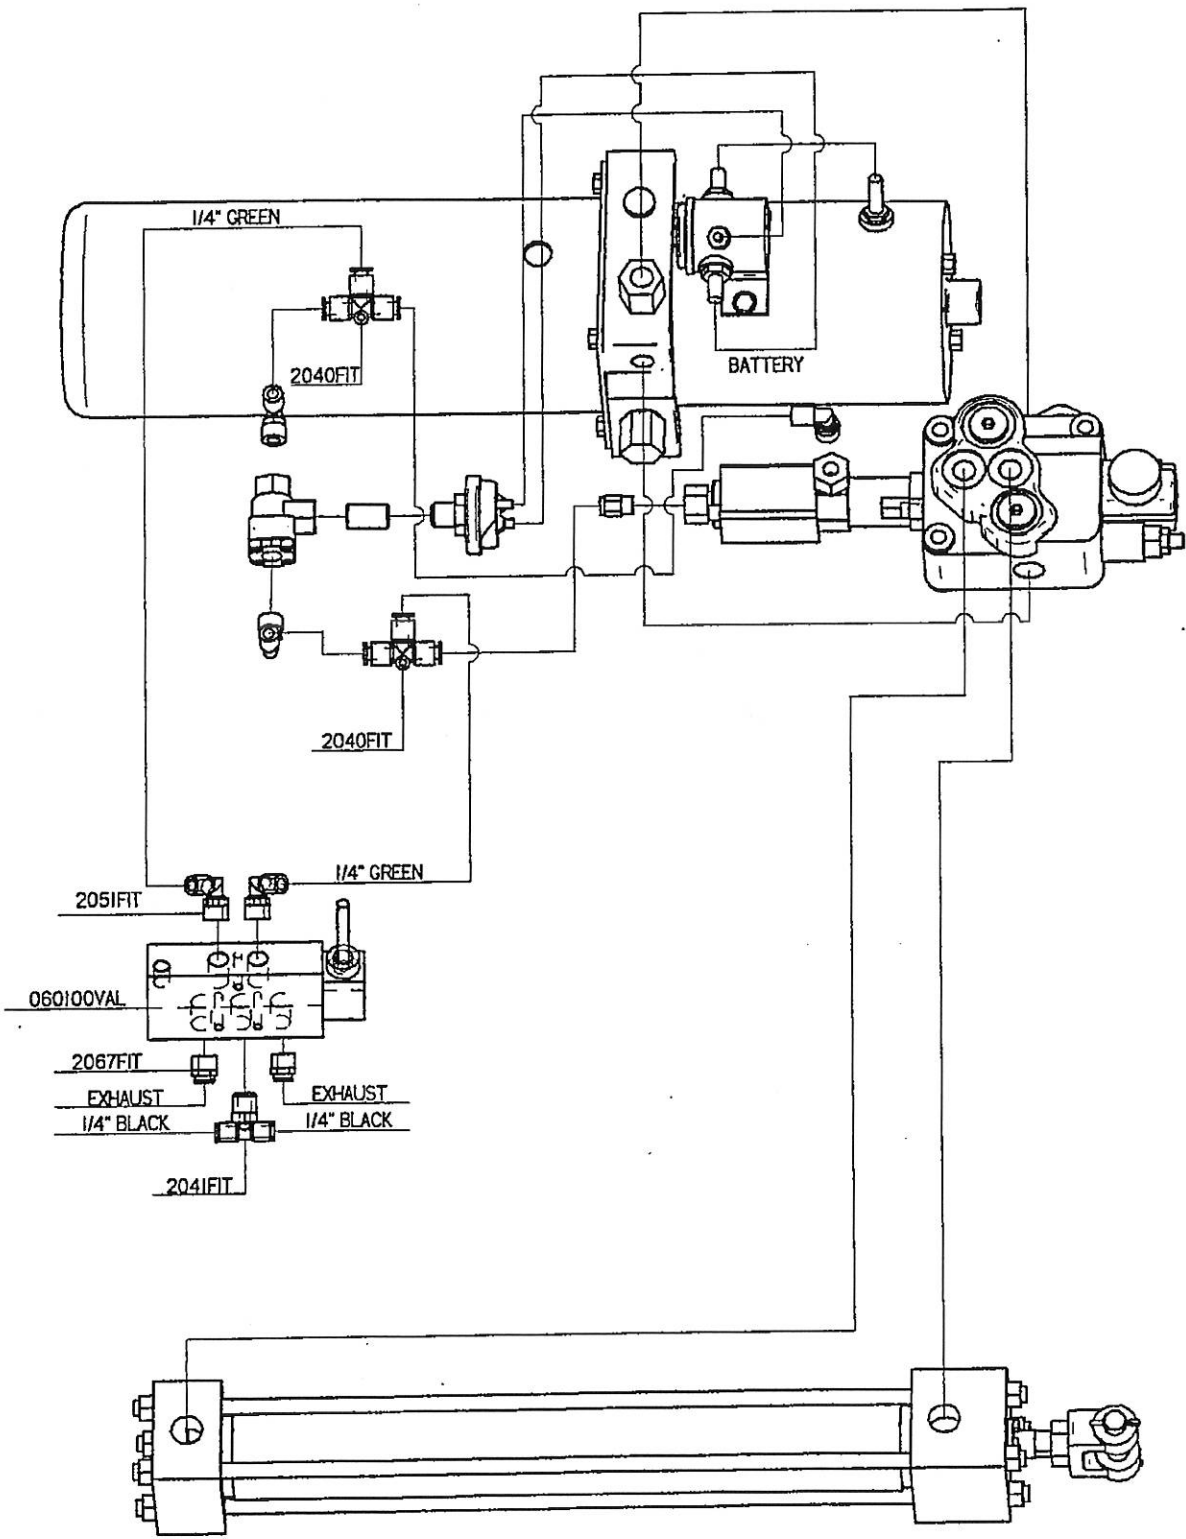 1/4" GREEN
2040FIT
BATTERY
2040FIT
1/4" GREEN
2051FIT
060100VAL
2067FIT
EXHAUST
EXHAUST
1/4" BLACK
1/4" BLACK
2041FIT